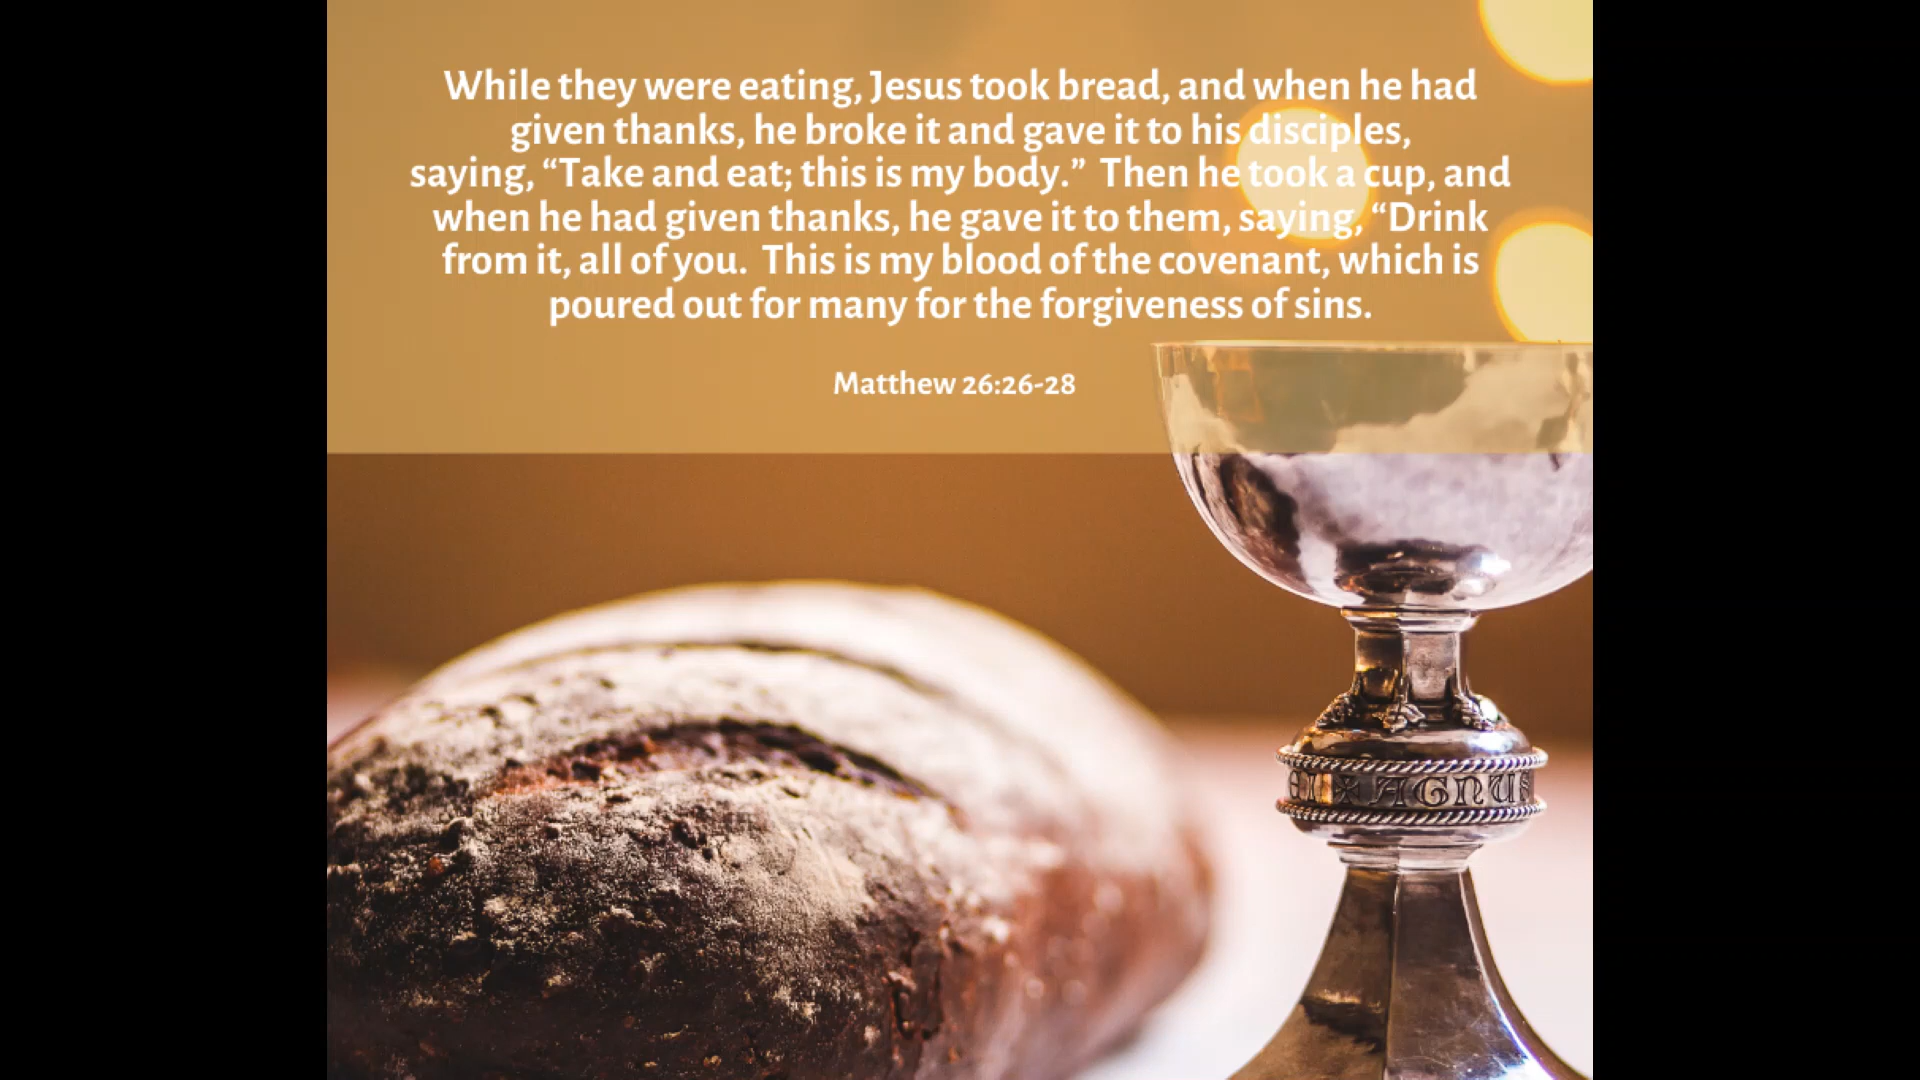 While they were eating, Jesus took bread, and when he had
given thanks, he broke it and gave it to his disciples,
saying, “Take and eat; this is my body.” Then he took a cup, and
when he had given thanks, he gave it to them, saying, “Drink
from it, all of you. This is my blood of the covenant, which is
poured out for many for the forgiveness of sins.
Matthew 26:26-28
EI ✠ AGNUS